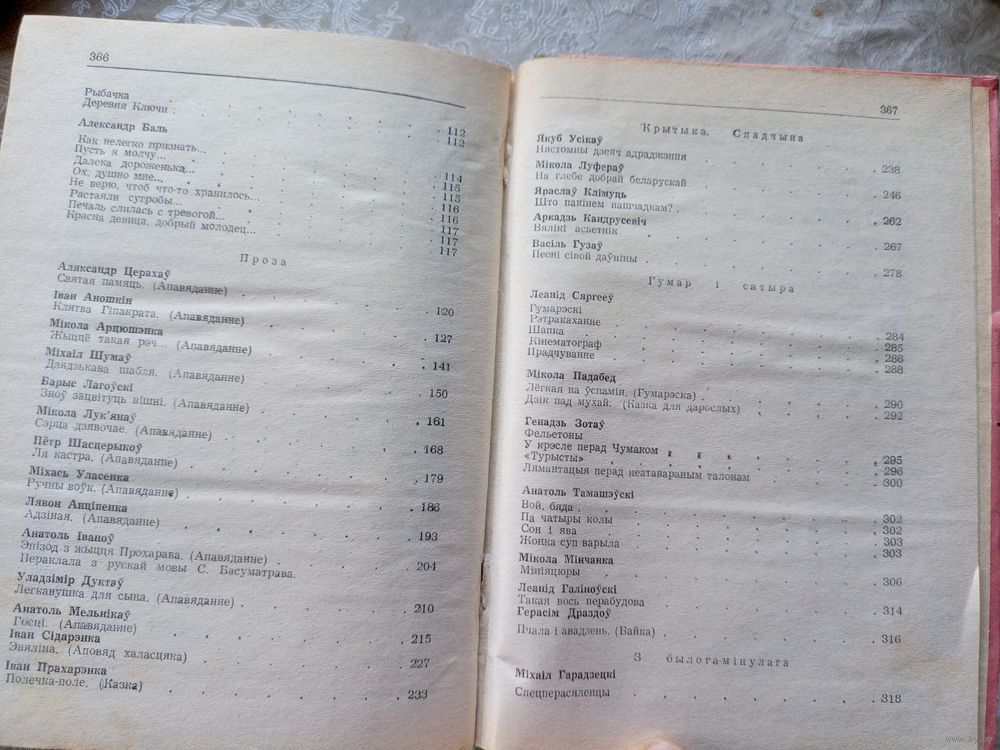 366
Рыбачка
Деревня Ключи . 112
Александр Баль 112
Как нелегко признать...
Пусть я молчу... 114
Далека дороженька... 115
Ох, душно мне... 115
Не верю, чтоб что-то хранилось... 116
Растаяли сугробы... 116
Печаль слилась с тревогой... 117
Красна девица, добрый молодец... 117
117
Проза
Аляксандр Церахаў
Святая памяць. (Апавяданне) 120
Іван Аношкін
Клятва Гіпакрата. (Апавяданне) 127
Мікола Арцюшэнка
Жыццё такая рэч... (Апавяданне) 141
Міхаіл Шумаў
Дзядзькава шабля. (Апавяданне) 150
Барыс Лагоўскі
Зноў зацвітуць вішні. (Апавяданне) 161
Мікола Лук'янаў
Сэрца дзявочае. (Апавяданне) 168
Пётр Шасцерыкоў
Ля кастра. (Апавяданне) 179
Міхась Уласенка
Ручны воўк. (Апавяданне) 186
Лявон Анціпенка
Адзіная. (Апавяданне) 193
Анатоль Іваноў
Эпізод з жыцця Прохарава. (Апавяданне) 204
Пераклала з рускай мовы С. Басуматрава.
Уладзімір Дуктаў
Легкавушка для сына. (Апавяданне) 210
Анатоль Мельнікаў
Госці. (Апавяданне) 215
Іван Сідарэнка
Эвяліна. (Аповяд халасцяка) 227
Іван Прахарэнка
Полечка-поле. (Казка) 233
367
Крытыка. Спадчына
Якуб Усікаў
Нястомны дзеяч адраджэння 238
Мікола Луфераў
На глебе добрай беларускай 246
Яраслаў Клімуць
Што пакінем нашчадкам? 262
Аркадзь Кандрусевіч
Вялікі асветнік 267
Васіль Гузаў
Песні сівой даўніны 278
Гумар і сатыра
Леанід Сяргееў
Гумарэскі
Рэтракаханне 284
Шапка 285
Кінематограф 286
Прадчуванне 288
Мікола Падабед
Лёгкая на ўспамін. (Гумарэска) 290
Дзік пад мухай. (Казка для дарослых) 292
Генадзь Зотаў
Фельетоны
У крэсле перад Чумаком 295
«Турысты» 296
Лямантацыя перад неатавараным талонам 300
Анатоль Тамашэўскі
Вой, бяда 302
Па чатыры колы 302
Сон і ява 303
Жонка суп варыла 303
Мікола Мінчанка
Мініяцюры 306
Леанід Галіноўскі
Такая вось перабудова 314
Герасім Драздоў
Пчала і авадзень. (Байка) 316
З былога-мінулага
Міхаіл Гарадзецкі
Спецперасяленцы 318
www.ay.by